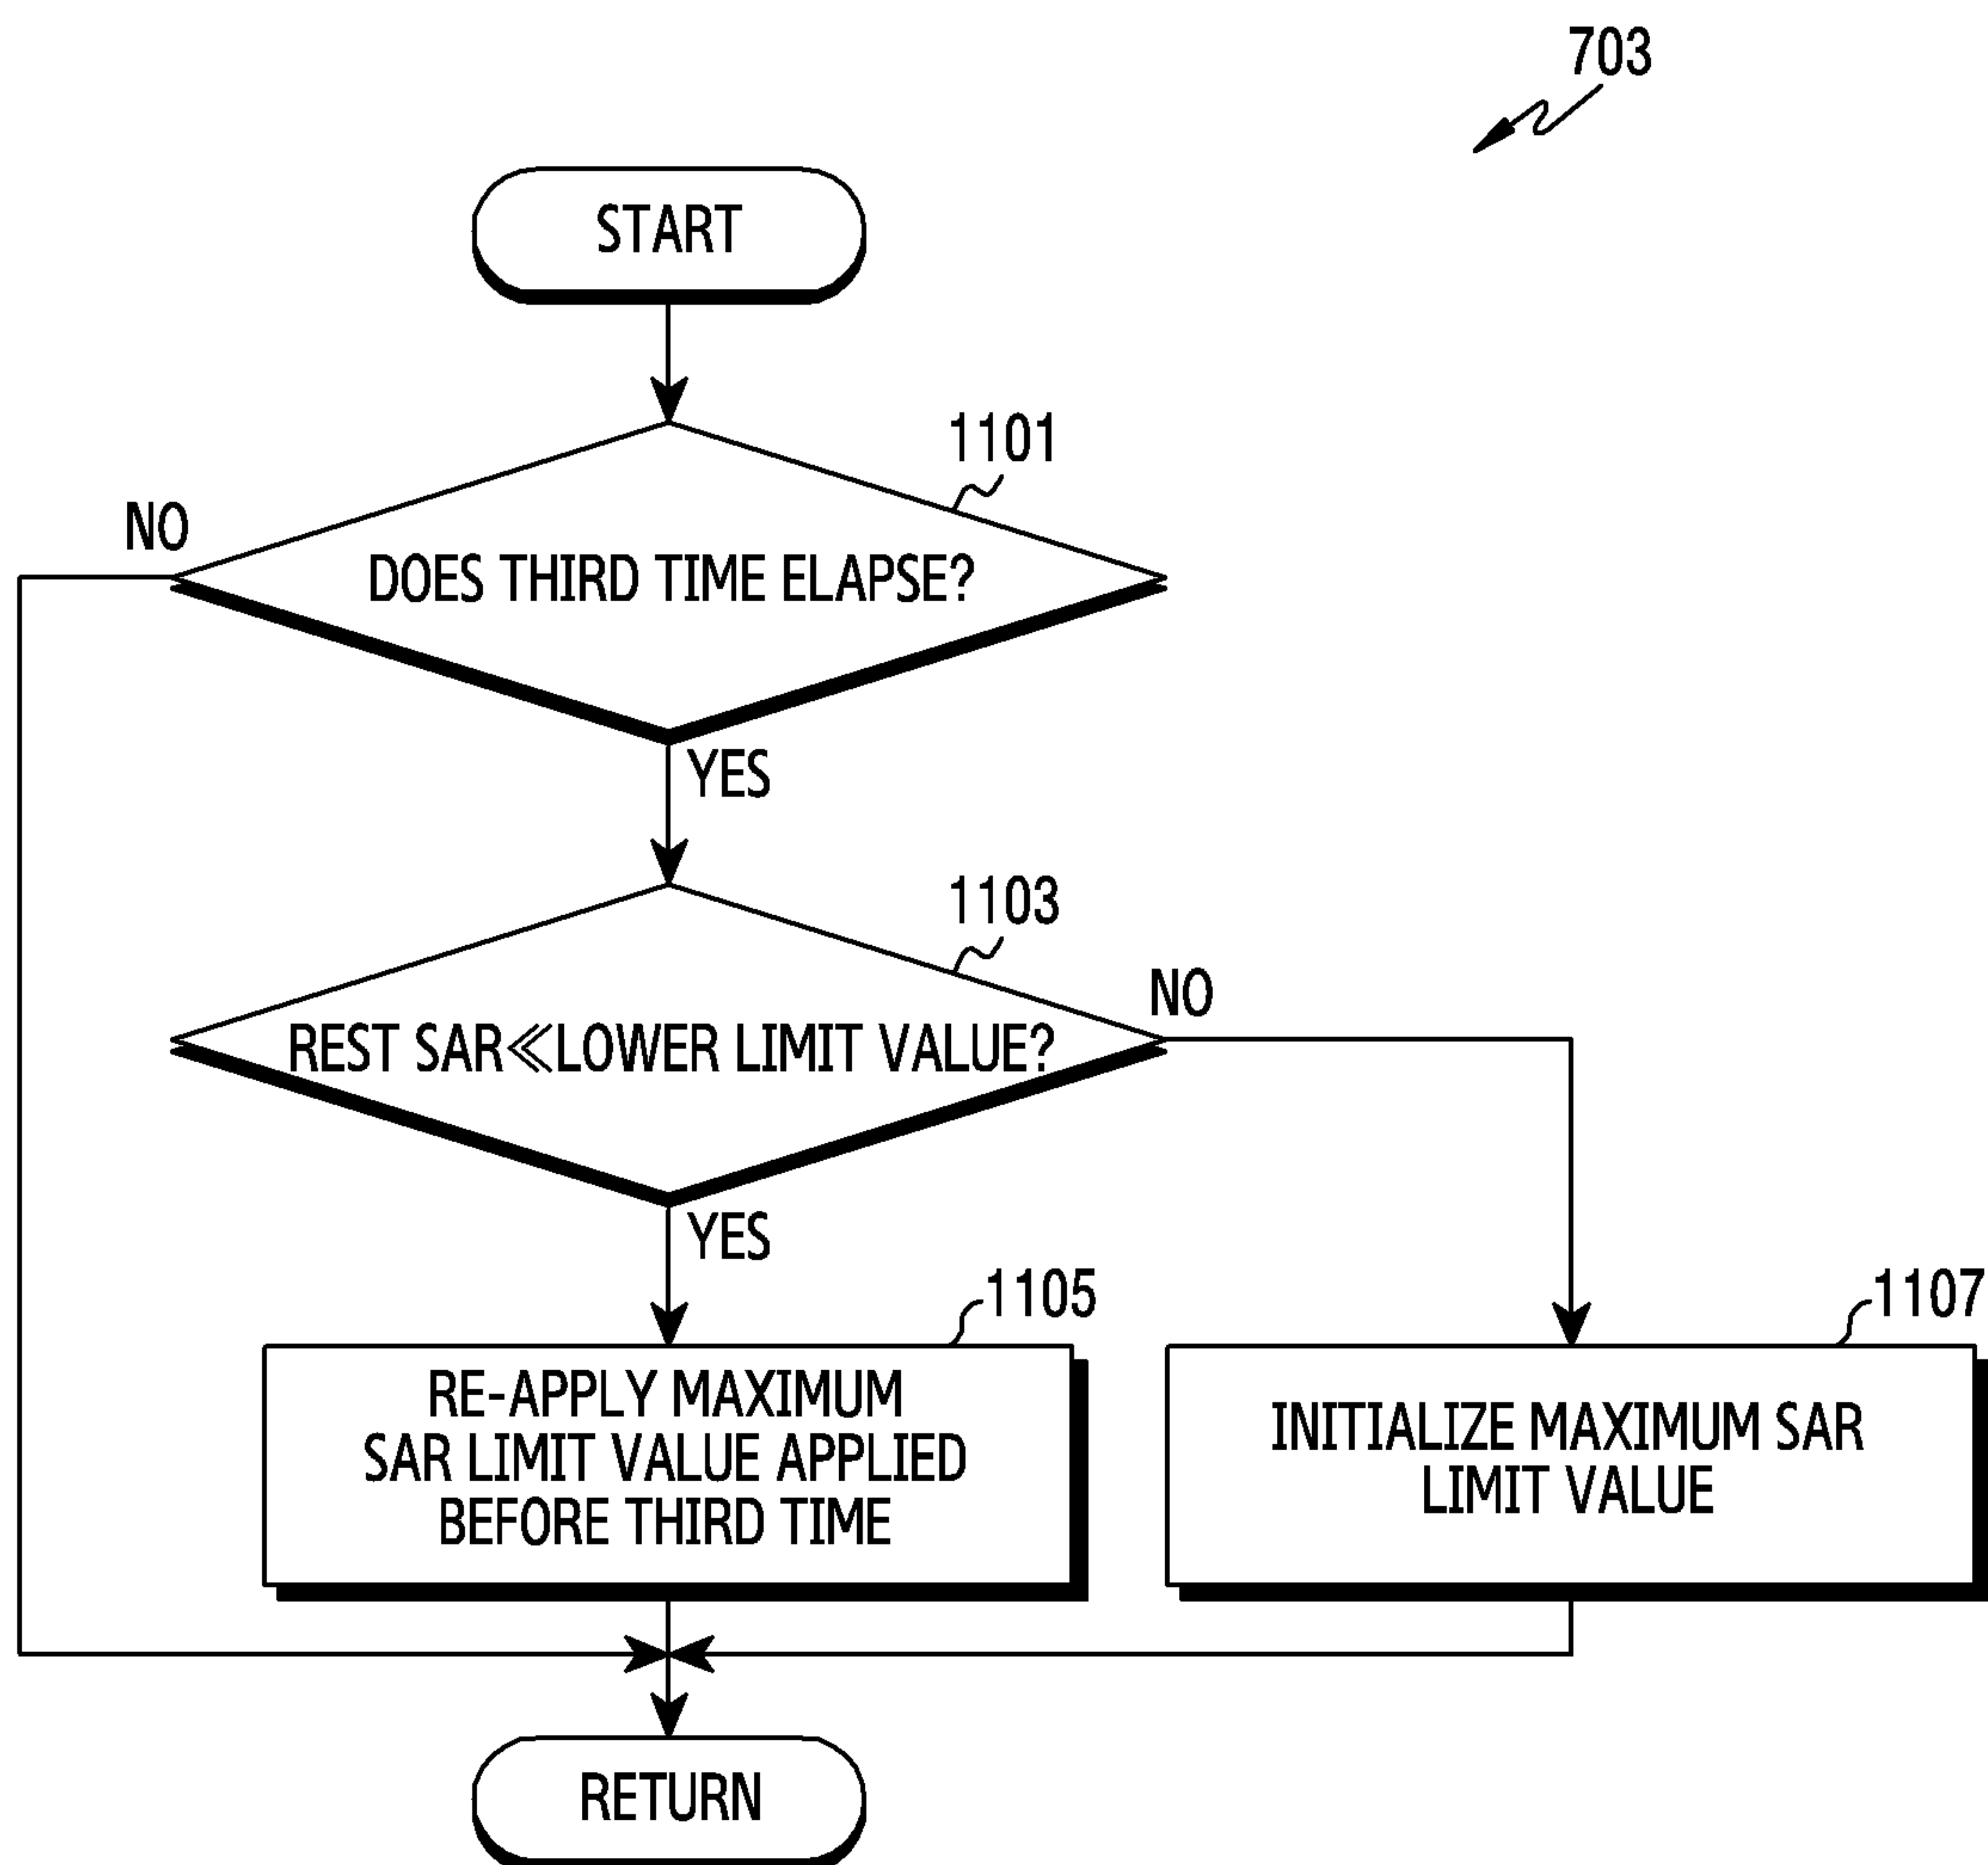 703
START
1101
NO
DOES THIRD TIME ELAPSE?
YES
1103
NO
REST SAR≪LOWER LIMIT VALUE?
YES
1105
RE-APPLY MAXIMUM
SAR LIMIT VALUE APPLIED
BEFORE THIRD TIME
1107
INITIALIZE MAXIMUM SAR
LIMIT VALUE
RETURN